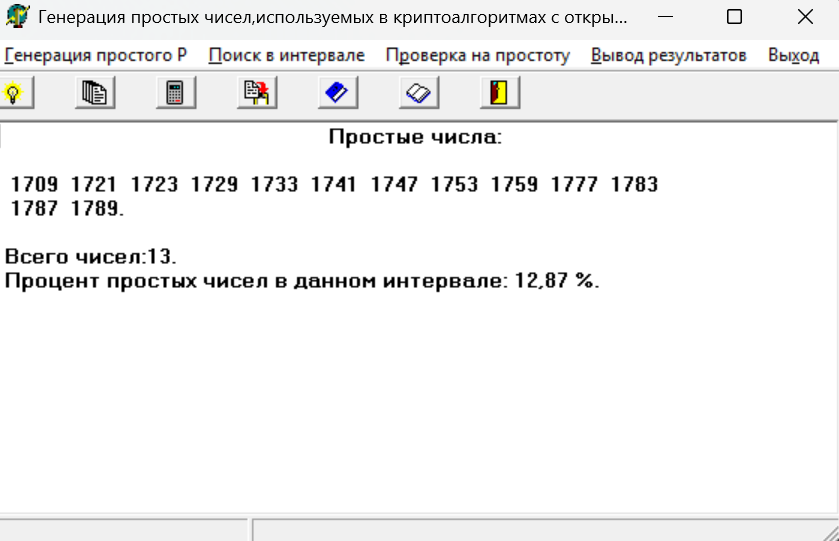 Генерация простых чисел,используемых в криптоалгоритмах с откры...
Генерация простого P Поиск в интервале Проверка на простоту Вывод результатов Выход
Простые числа:
1709 1721 1723 1729 1733 1741 1747 1753 1759 1777 1783
1787 1789.
Всего чисел:13.
Процент простых чисел в данном интервале: 12,87 %.